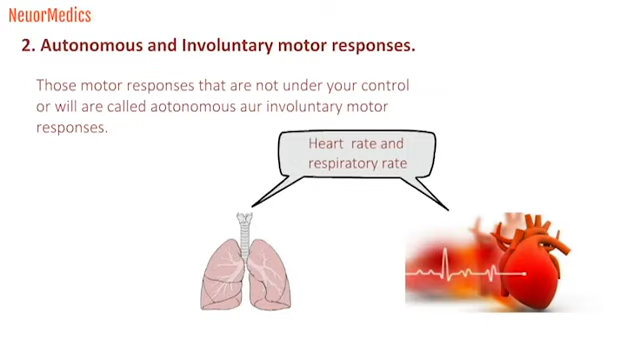 NeuorMedics
2. Autonomous and Involuntary motor responses.
Those motor responses that are not under your control
or will are called aotonomous aur involuntary motor
responses.
Heart rate and
respiratory rate